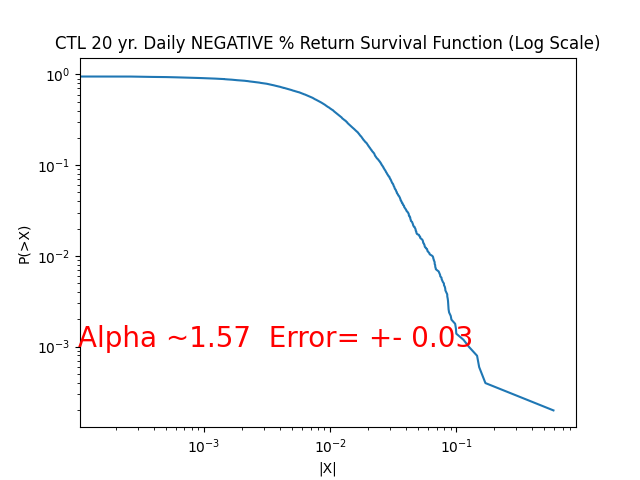 CTL 20 yr. Daily NEGATIVE % Return Survival Function (Log Scale)
10⁰
10⁻¹
10⁻²
10⁻³
P(>X)
Alpha ~1.57  Error= +- 0.03
10⁻³ 10⁻² 10⁻¹
|X|